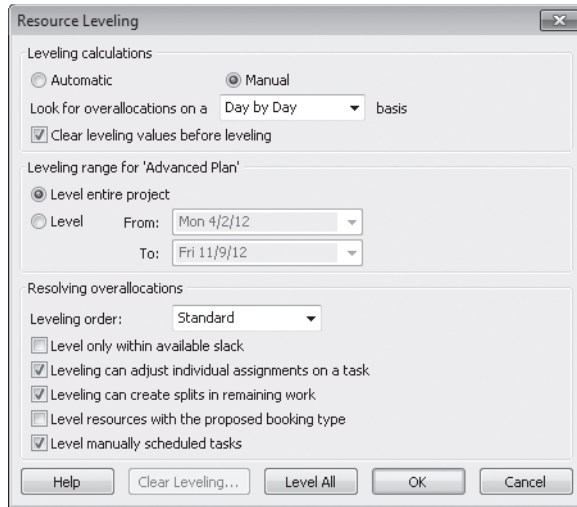 Resource Leveling
Leveling calculations
Automatic Manual
Look for overallocations on a Day by Day basis
Clear leveling values before leveling
Leveling range for 'Advanced Plan'
Level entire project
Level From: Mon 4/2/12
To: Fri 11/9/12
Resolving overallocations
Leveling order: Standard
Level only within available slack
Leveling can adjust individual assignments on a task
Leveling can create splits in remaining work
Level resources with the proposed booking type
Level manually scheduled tasks
Help Clear Leveling... Level All OK Cancel